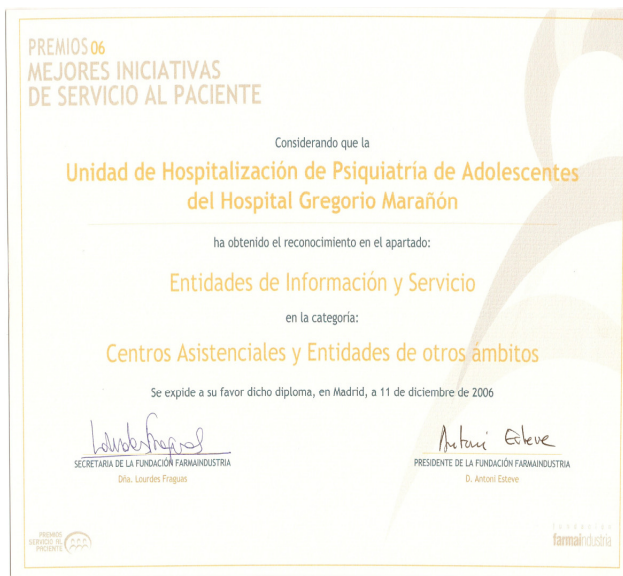 PREMIOS 06
MEJORES INICIATIVAS
DE SERVICIO AL PACIENTE
Considerando que la
Unidad de Hospitalización de Psiquiatría de Adolescentes
del Hospital Gregorio Marañón
ha obtenido el reconocimiento en el apartado:
Entidades de Información y Servicio
en la categoría:
Centros Asistenciales y Entidades de otros ámbitos
Se expide a su favor dicho diploma, en Madrid, a 11 de diciembre de 2006
Lourdes Fraguas
SECRETARIA DE LA FUNDACIÓN FARMAINDUSTRIA
Dña. Lourdes Fraguas
Antoni Esteve
PRESIDENTE DE LA FUNDACIÓN FARMAINDUSTRIA
D. Antoni Esteve
PREMIOS
SERVICIO AL
PACIENTE
fundación
farmaindustria